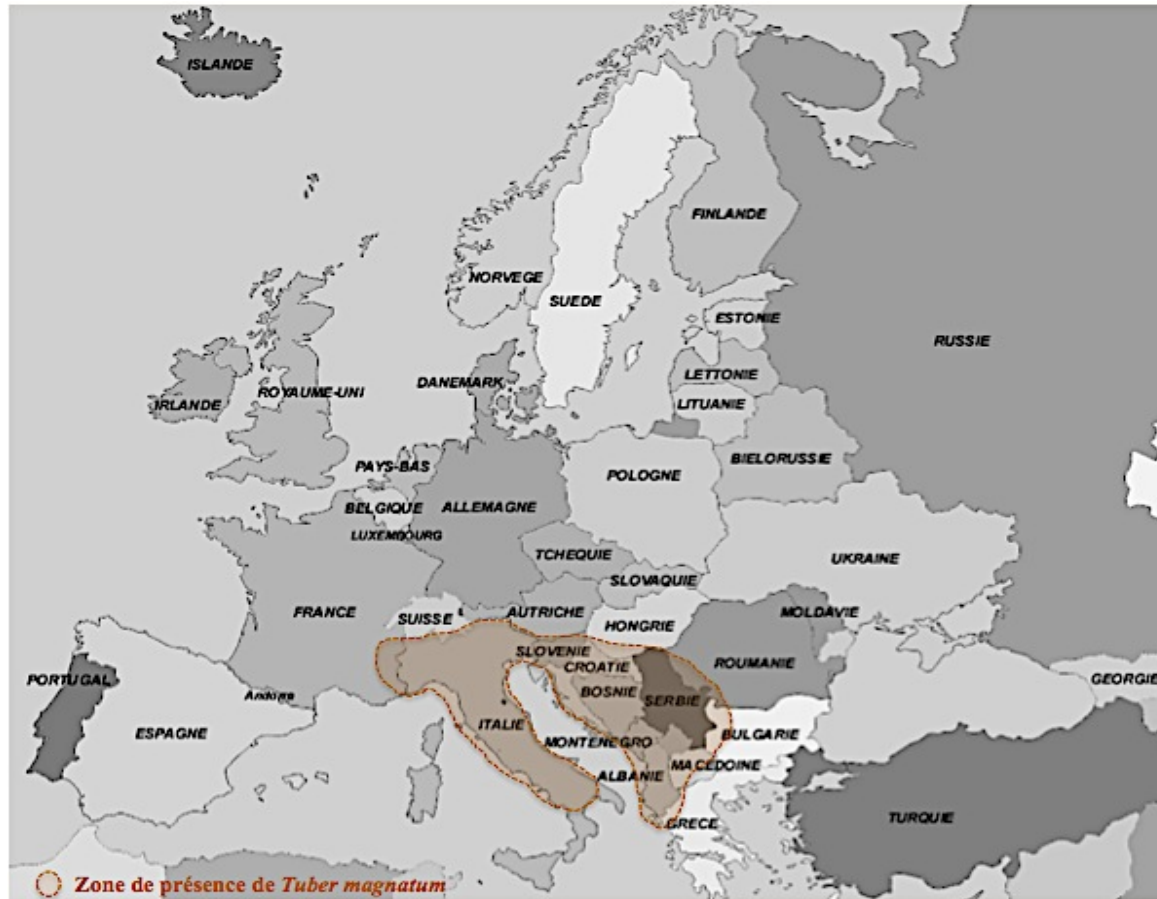 ISLANDE
FINLANDE
NORVEGE
SUEDE
ESTONIE
RUSSIE
LETTONIE
DANEMARK
LITUANIE
ROYAUME-UNI
IRLANDE
BIELORUSSIE
PAYS-BAS
POLOGNE
BELGIQUE
ALLEMAGNE
LUXEMBOURG
TCHEQUIE
UKRAINE
SLOVAQUIE
FRANCE
AUTRICHE
MOLDAVIE
SUISSE
HONGRIE
SLOVENIE
CROATIE
ROUMANIE
PORTUGAL
BOSNIE
GEORGIE
Andorre
SERBIE
ITALIE
ESPAGNE
BULGARIE
MONTENEGRO
MACEDOINE
ALBANIE
TURQUIE
GRECE
Zone de présence de Tuber magnatum